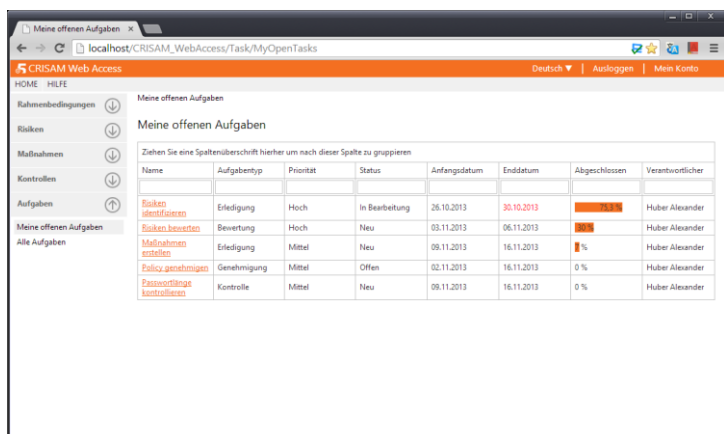 Meine offenen Aufgaben
localhost/CRISAM_WebAccess/Task/MyOpenTasks
CRISAM Web Access Deutsch ▼ | Ausloggen | Mein Konto
HOME HILFE
Rahmenbedingungen
Risiken
Maßnahmen
Kontrollen
Aufgaben
Meine offenen Aufgaben
Alle Aufgaben
Meine offenen Aufgaben
Meine offenen Aufgaben
Ziehen Sie eine Spaltenüberschrift hierher um nach dieser Spalte zu gruppieren
Name Aufgabentyp Priorität Status Anfangsdatum Enddatum Abgeschlossen Verantwortlicher
Risiken identifizieren Erledigung Hoch In Bearbeitung 26.10.2013 30.10.2013 75,3 % Huber Alexander
Risiken bewerten Bewertung Hoch Neu 03.11.2013 06.11.2013 30 % Huber Alexander
Maßnahmen erstellen Erledigung Mittel Neu 09.11.2013 16.11.2013 7 % Huber Alexander
Policy genehmigen Genehmigung Mittel Offen 02.11.2013 16.11.2013 0 % Huber Alexander
Passwortlänge kontrollieren Kontrolle Mittel Neu 09.11.2013 16.11.2013 0 % Huber Alexander